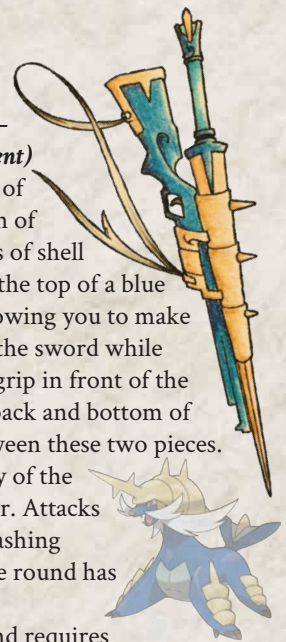 –
ent)
of
n of
s of shell
the top of a blue
owing you to make
the sword while
grip in front of the
back and bottom of
ween these two pieces.
y of the
r. Attacks
ashing
e round has
nd requires